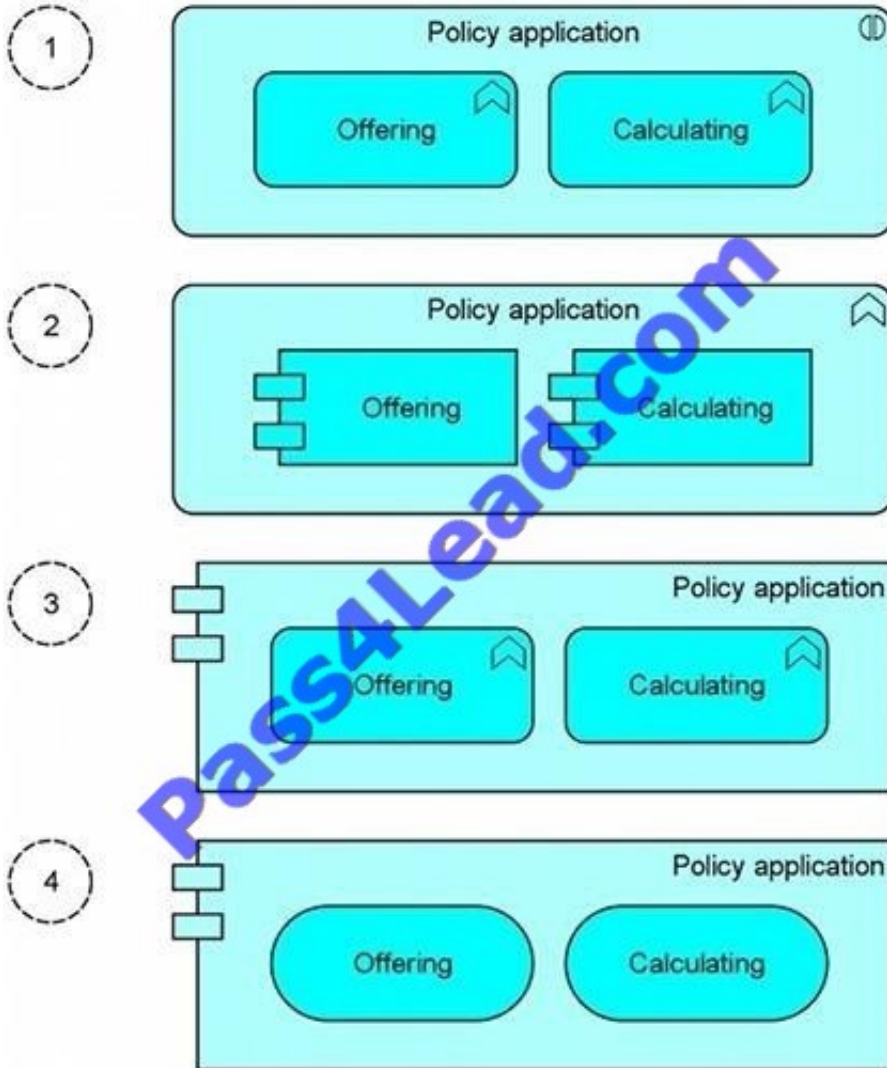 1
Policy application
Offering
Calculating
2
Policy application
Offering
Calculating
3
Policy application
Offering
Calculating
4
Policy application
Offering
Calculating
Pass4Lead.com